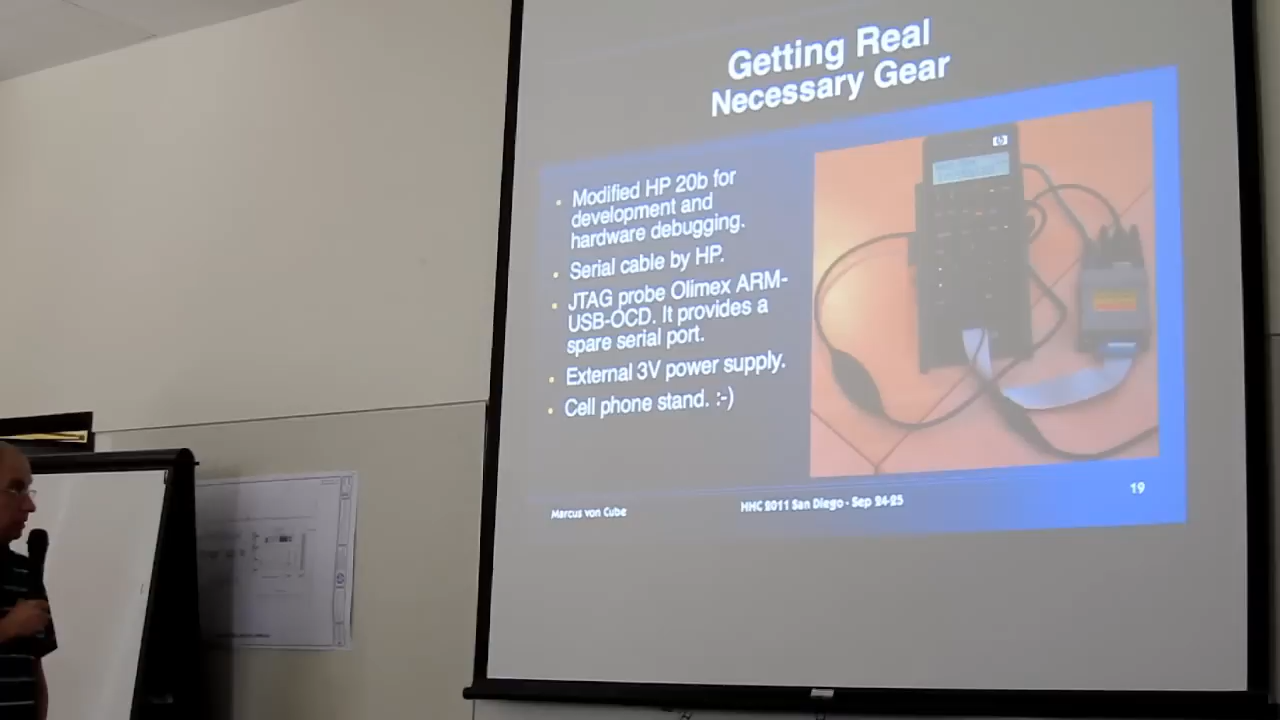 Getting Real
Necessary Gear
Modified HP 20b for
development and
hardware debugging.
Serial cable by HP.
JTAG probe Olimex ARM-
USB-OCD. It provides a
spare serial port.
External 3V power supply.
Cell phone stand. :-)
hp
Marcus von Cube
HHC 2011 San Diego - Sep 24-25
19